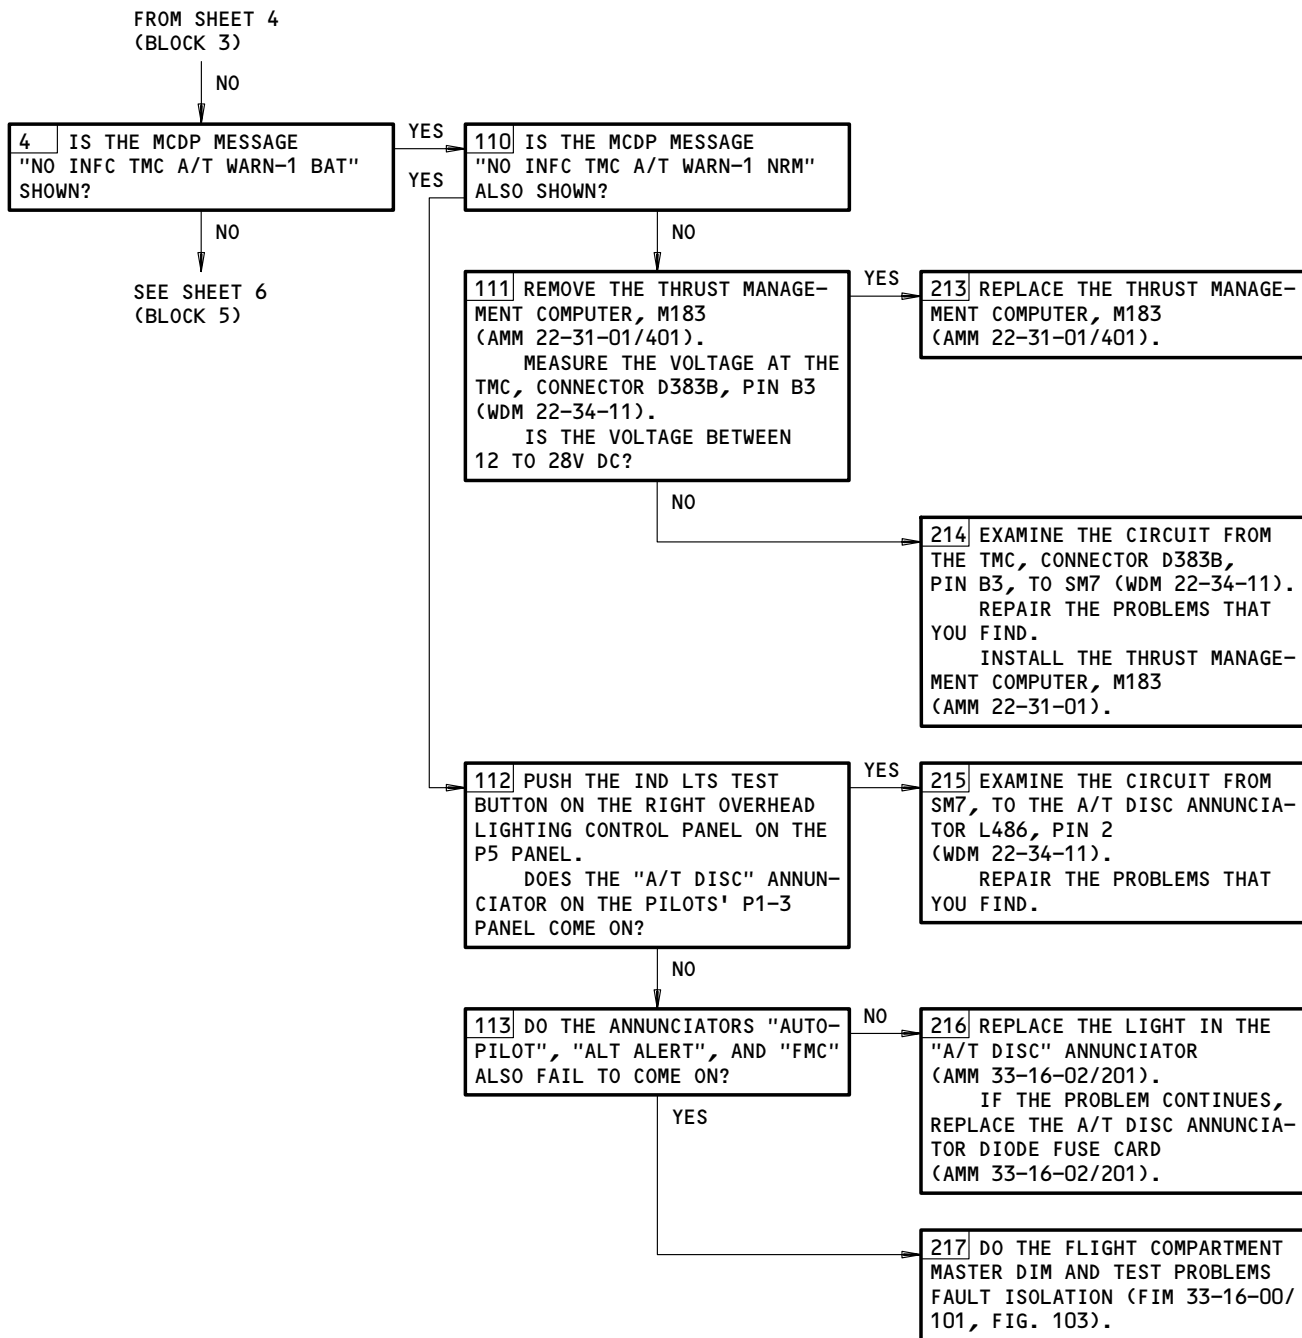 FROM SHEET 4
(BLOCK 3)
NO
4 IS THE MCDP MESSAGE
"NO INFC TMC A/T WARN-1 BAT"
SHOWN?
YES
YES
NO
SEE SHEET 6
(BLOCK 5)
110 IS THE MCDP MESSAGE
"NO INFC TMC A/T WARN-1 NRM"
ALSO SHOWN?
NO
111 REMOVE THE THRUST MANAGE-
MENT COMPUTER, M183
(AMM 22-31-01/401).
MEASURE THE VOLTAGE AT THE
TMC, CONNECTOR D383B, PIN B3
(WDM 22-34-11).
IS THE VOLTAGE BETWEEN
12 TO 28V DC?
YES
213 REPLACE THE THRUST MANAGE-
MENT COMPUTER, M183
(AMM 22-31-01/401).
NO
214 EXAMINE THE CIRCUIT FROM
THE TMC, CONNECTOR D383B,
PIN B3, TO SM7 (WDM 22-34-11).
REPAIR THE PROBLEMS THAT
YOU FIND.
INSTALL THE THRUST MANAGE-
MENT COMPUTER, M183
(AMM 22-31-01).
112 PUSH THE IND LTS TEST
BUTTON ON THE RIGHT OVERHEAD
LIGHTING CONTROL PANEL ON THE
P5 PANEL.
DOES THE "A/T DISC" ANNUN-
CIATOR ON THE PILOTS' P1-3
PANEL COME ON?
YES
215 EXAMINE THE CIRCUIT FROM
SM7, TO THE A/T DISC ANNUNCIA-
TOR L486, PIN 2
(WDM 22-34-11).
REPAIR THE PROBLEMS THAT
YOU FIND.
NO
113 DO THE ANNUNCIATORS "AUTO-
PILOT", "ALT ALERT", AND "FMC"
ALSO FAIL TO COME ON?
NO
216 REPLACE THE LIGHT IN THE
"A/T DISC" ANNUNCIATOR
(AMM 33-16-02/201).
IF THE PROBLEM CONTINUES,
REPLACE THE A/T DISC ANNUNCIA-
TOR DIODE FUSE CARD
(AMM 33-16-02/201).
YES
217 DO THE FLIGHT COMPARTMENT
MASTER DIM AND TEST PROBLEMS
FAULT ISOLATION (FIM 33-16-00/
101, FIG. 103).